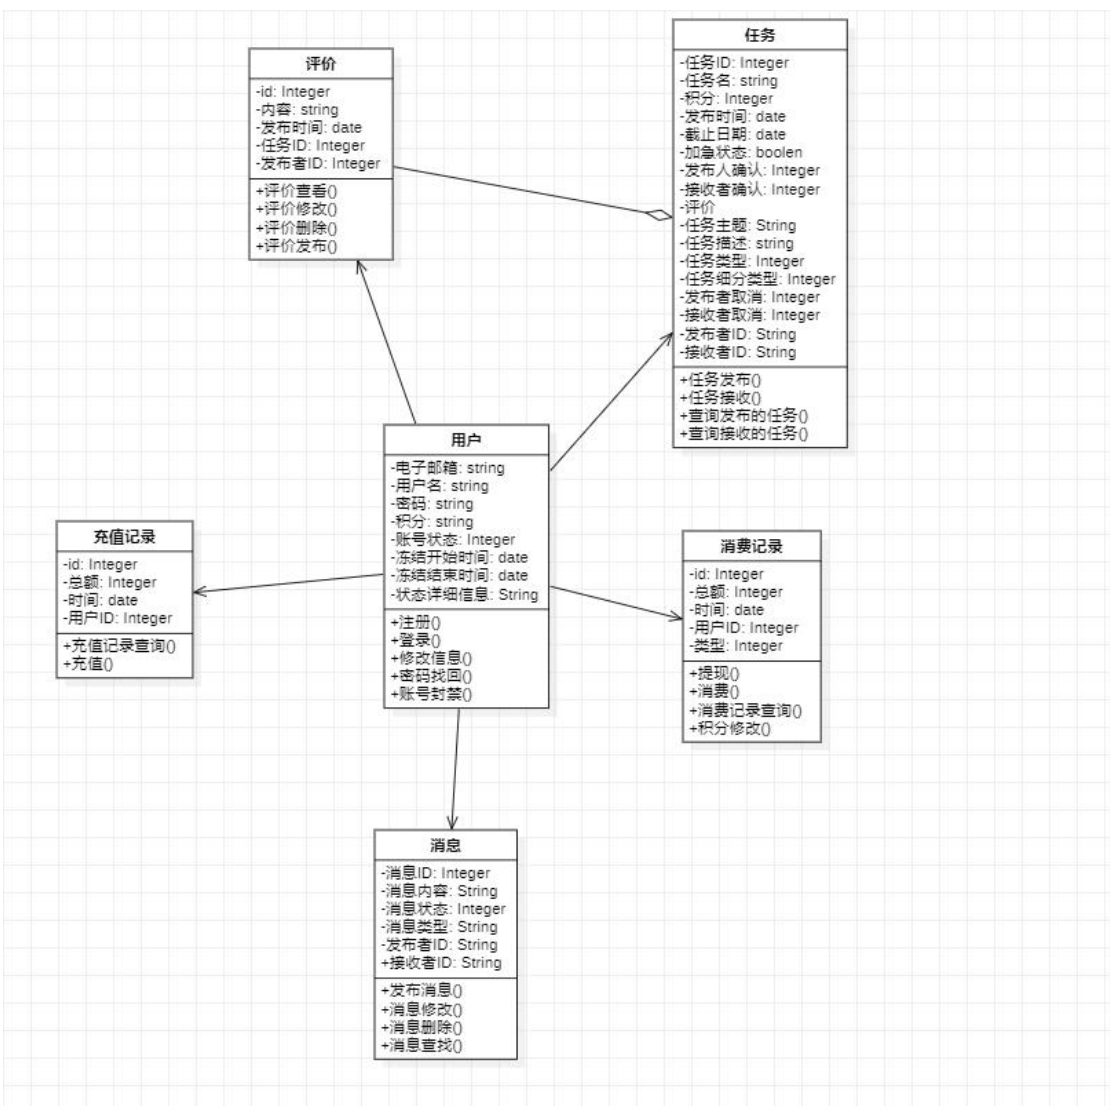 评价
-id: Integer
-内容: string
-发布时间: date
-任务ID: Integer
-发布者ID: Integer
+评价查看()
+评价修改()
+评价删除()
+评价发布()
任务
-任务ID: Integer
-任务名: string
-积分: Integer
-发布时间: date
-截止日期: date
-加急状态: boolen
-发布人确认: Integer
-接收者确认: Integer
-评价
-任务主题: String
-任务描述: string
-任务类型: Integer
-任务细分类型: Integer
-发布者取消: Integer
-接收者取消: Integer
-发布者ID: String
-接收者ID: String
+任务发布()
+任务接收()
+查询发布的任务()
+查询接收的任务()
用户
-电子邮箱: string
-用户名: string
-密码: string
-积分: string
-账号状态: Integer
-冻结开始时间: date
-冻结结束时间: date
-状态详细信息: String
+注册()
+登录()
+修改信息()
+密码找回()
+账号封禁()
充值记录
-id: Integer
-总额: Integer
-时间: date
-用户ID: Integer
+充值记录查询()
+充值()
消费记录
-id: Integer
-总额: Integer
-时间: date
-用户ID: Integer
-类型: Integer
+提现()
+消费()
+消费记录查询()
+积分修改()
消息
-消息ID: Integer
-消息内容: String
-消息状态: Integer
-消息类型: String
-发布者ID: String
+接收者ID: String
+发布消息()
+消息修改()
+消息删除()
+消息查找()